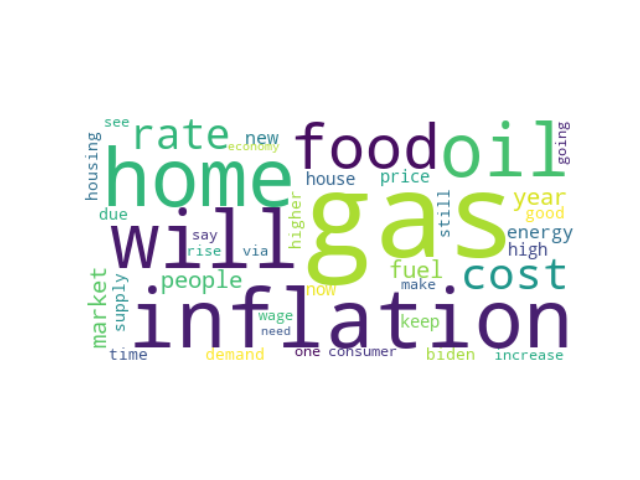 see
rate
new
economy
food
oil
going
housing
home
house
price
due
will
say
rise
via
higher
gas
still
year
good
energy
high
market
supply
people
now
fuel
make
cost
inflation
wage
need
keep
time
demand
one
consumer
biden
increase